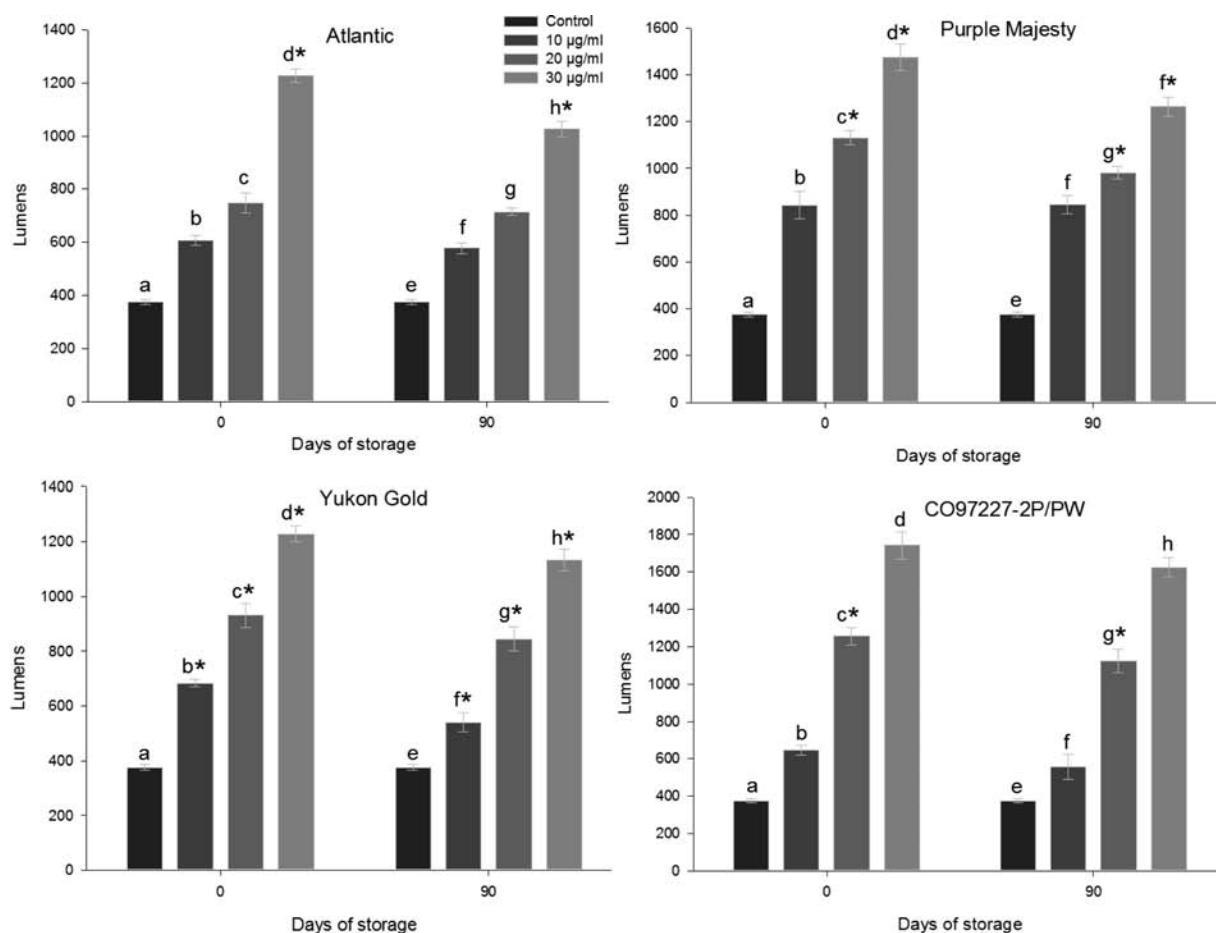 Atlantic
Control
10 µg/ml
20 µg/ml
30 µg/ml
Lumens
1400
1200
1000
800
600
400
200
0
a
b
c
d*
e
f
g
h*
0
90
Days of storage
Purple Majesty
Lumens
1600
1400
1200
1000
800
600
400
200
0
a
b
c*
d*
e
f
g*
f*
0
90
Days of storage
Yukon Gold
Lumens
1400
1200
1000
800
600
400
200
0
a
b*
c*
d*
e
f*
g*
h*
0
90
Days of storage
CO97227-2P/PW
Lumens
2000
1800
1600
1400
1200
1000
800
600
400
200
0
a
b
c*
d
e
f
g*
h
0
90
Days of storage